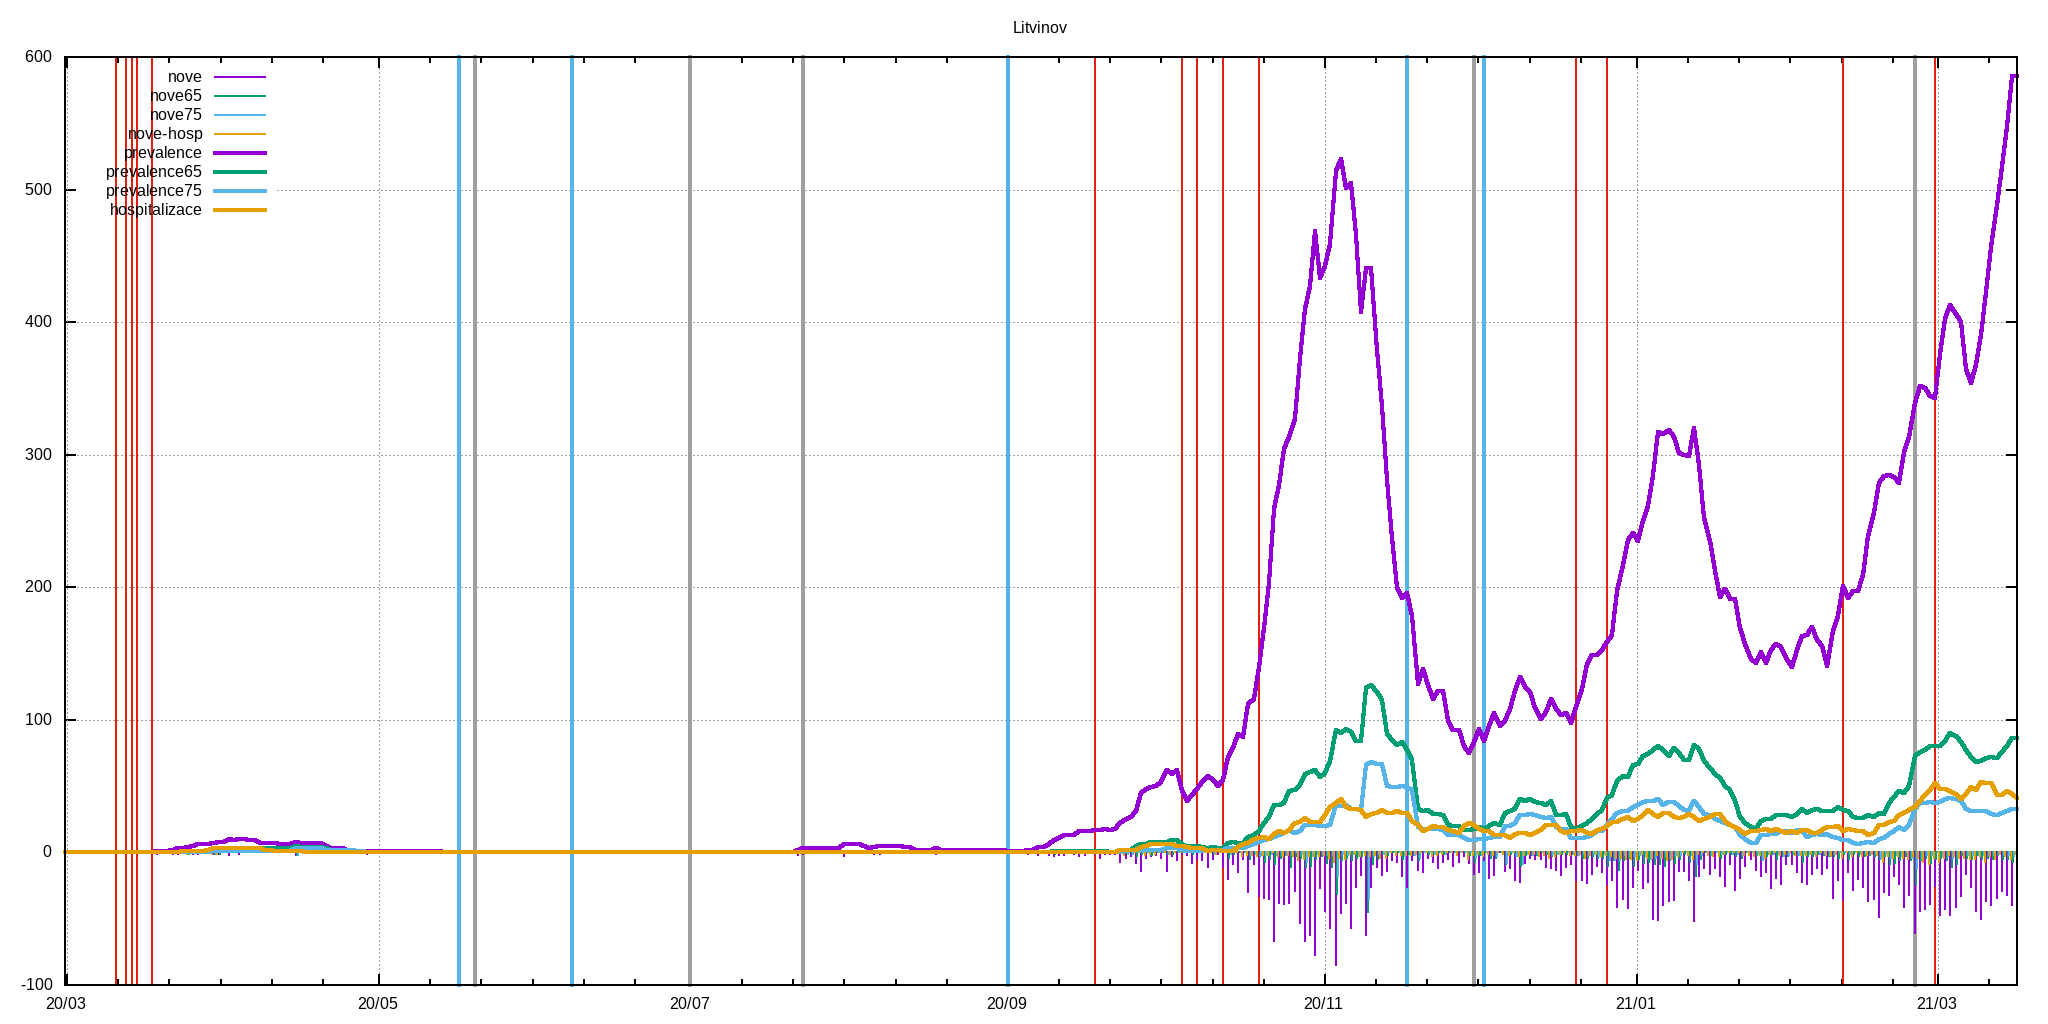 Litvinov
600
500
400
300
200
100
0
-100
nove
nove65
nove75
nove-hosp
prevalence
prevalence65
prevalence75
hospitalizace
20/03 20/05 20/07 20/09 20/11 21/01 21/03